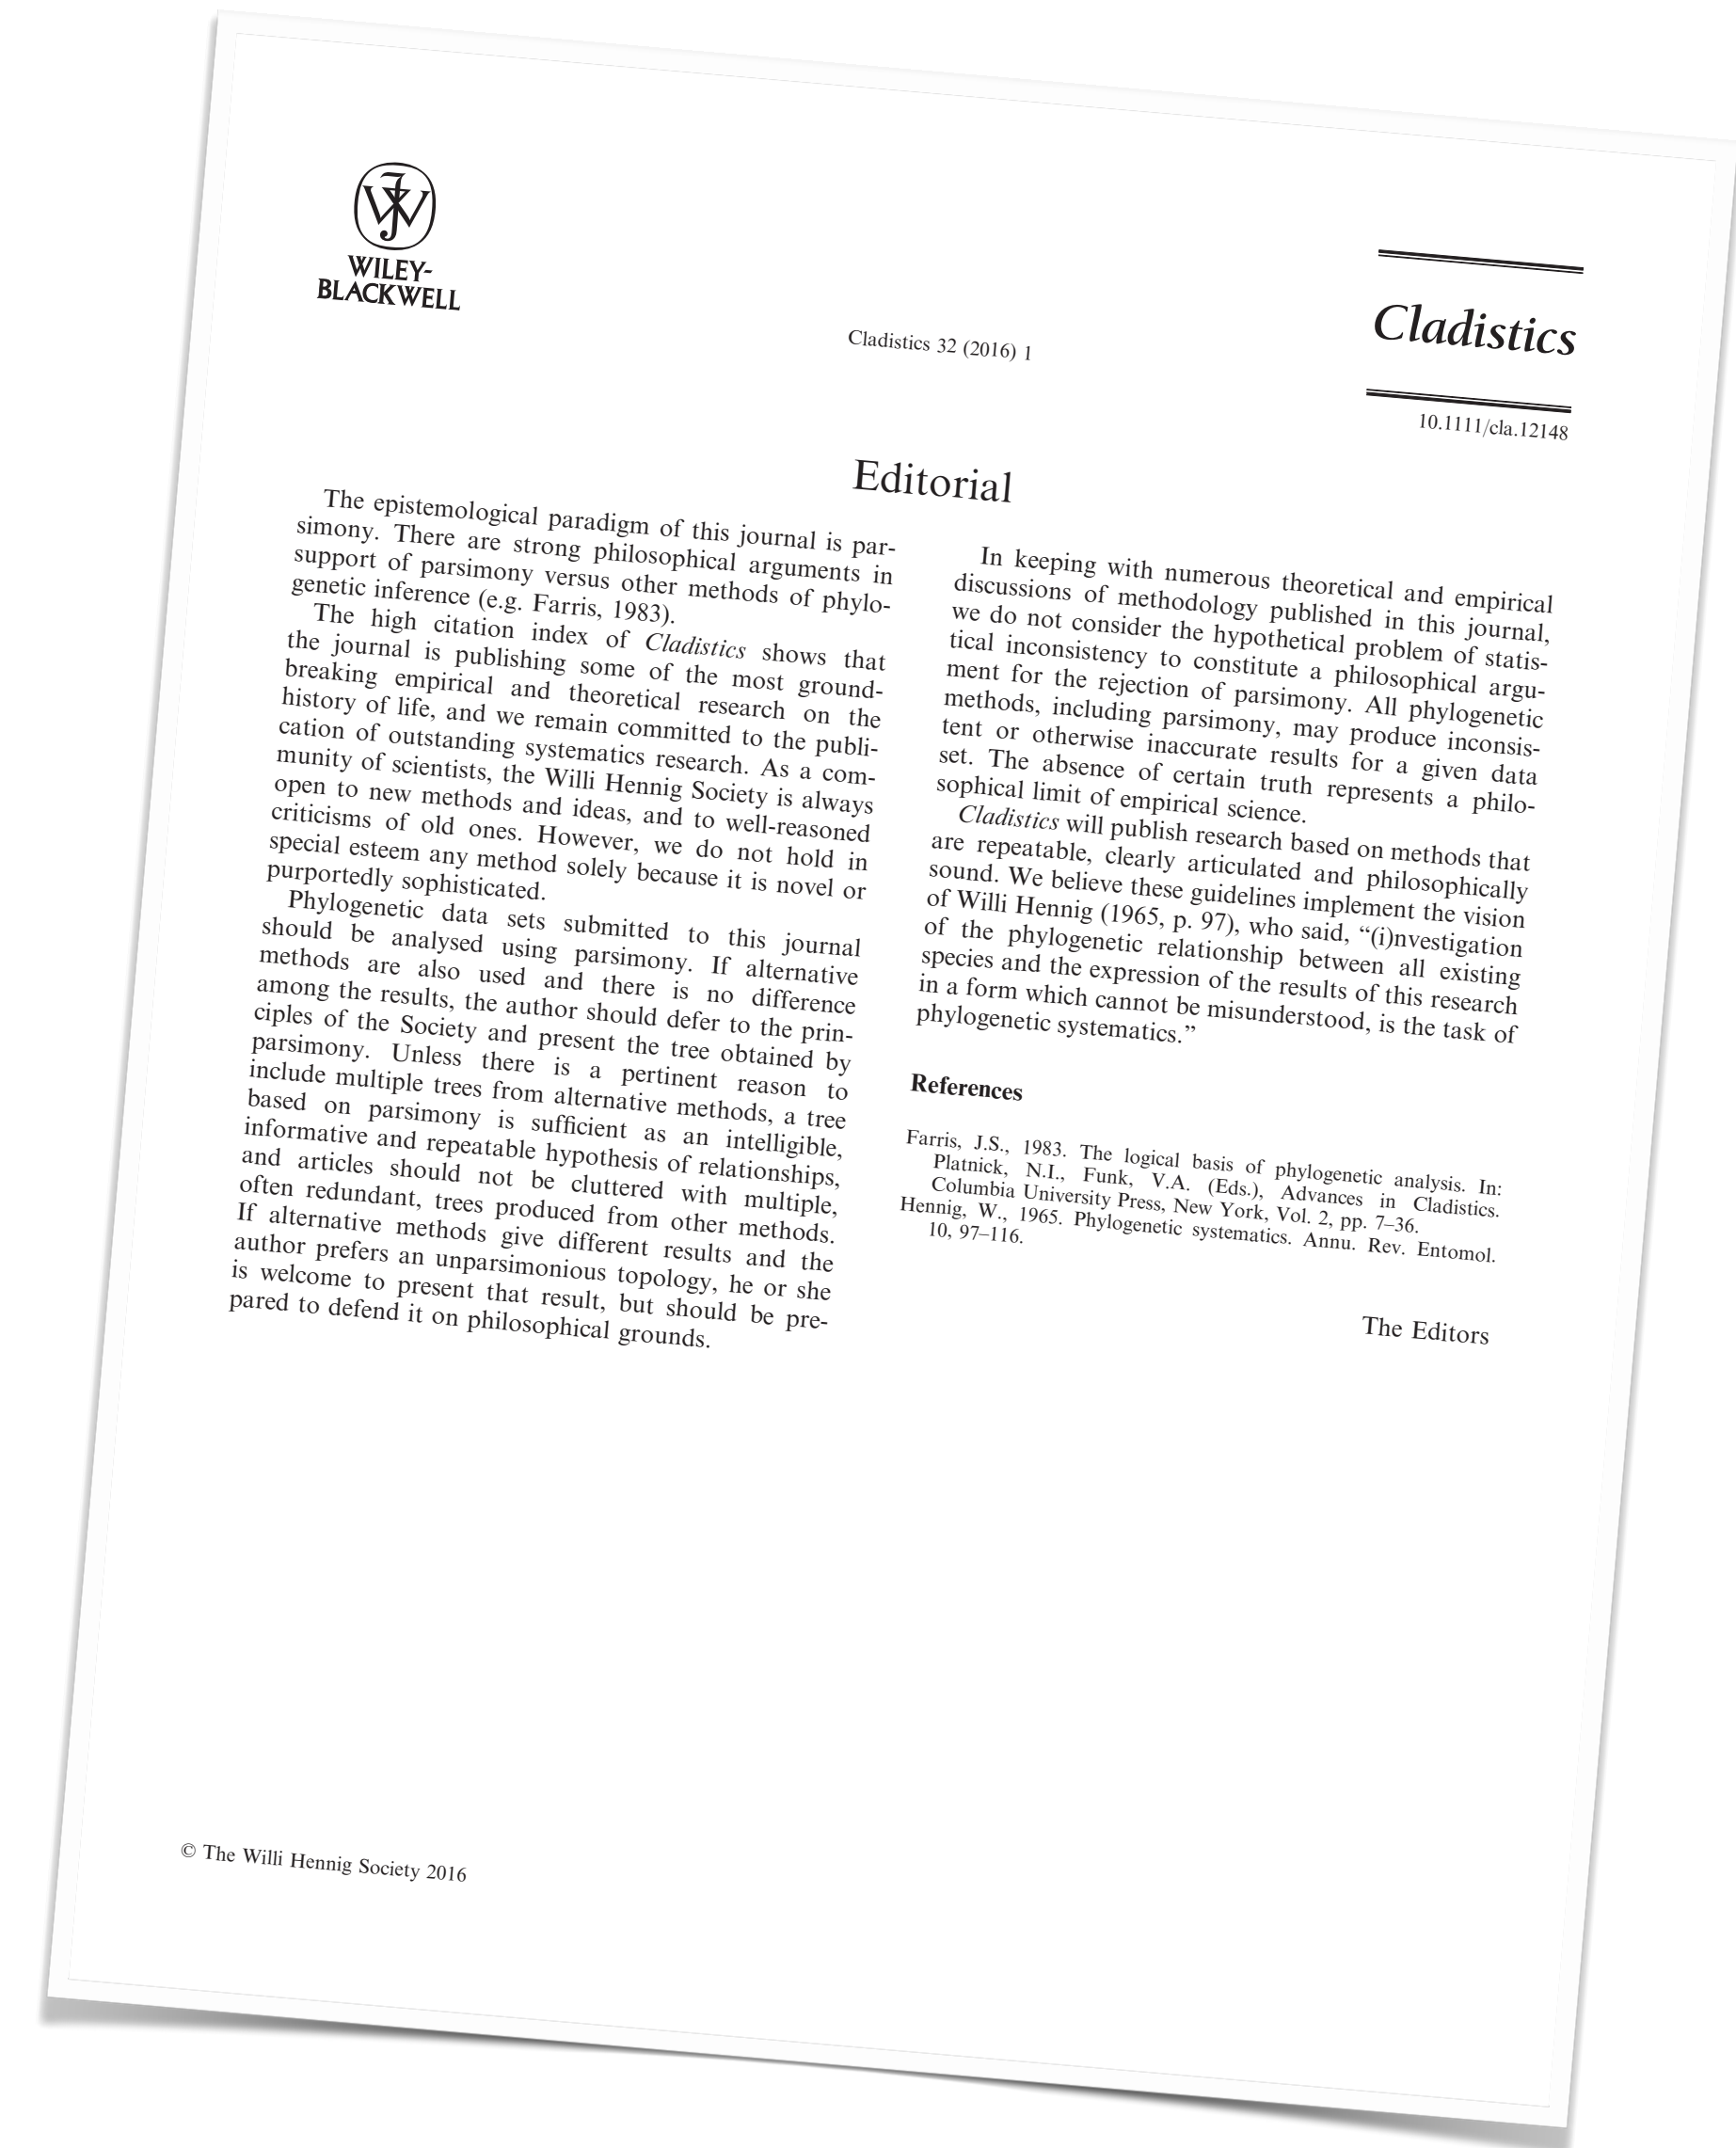 WILEY-
BLACKWELL
Cladistics
Cladistics 32 (2016) 1
10.1111/cla.12148
Editorial
The epistemological paradigm of this journal is par-
simony. There are strong philosophical arguments in
support of parsimony versus other methods of phylo-
genetic inference (e.g. Farris, 1983).
The high citation index of Cladistics shows that
the journal is publishing some of the most ground-
breaking empirical and theoretical research on the
history of life, and we remain committed to the publi-
cation of outstanding systematics research. As a com-
munity of scientists, the Willi Hennig Society is always
open to new methods and ideas, and to well-reasoned
criticisms of old ones. However, we do not hold in
special esteem any method solely because it is novel or
purportedly sophisticated.
Phylogenetic data sets submitted to this journal
should be analysed using parsimony. If alternative
methods are also used and there is no difference
among the results, the author should defer to the prin-
ciples of the Society and present the tree obtained by
parsimony. Unless there is a pertinent reason to
include multiple trees from alternative methods, a tree
based on parsimony is sufficient as an intelligible,
informative and repeatable hypothesis of relationships,
and articles should not be cluttered with multiple,
often redundant, trees produced from other methods.
If alternative methods give different results and the
author prefers an unparsimonious topology, he or she
is welcome to present that result, but should be pre-
pared to defend it on philosophical grounds.
In keeping with numerous theoretical and empirical
discussions of methodology published in this journal,
we do not consider the hypothetical problem of statis-
tical inconsistency to constitute a philosophical argu-
ment for the rejection of parsimony. All phylogenetic
methods, including parsimony, may produce inconsis-
tent or otherwise inaccurate results for a given data
set. The absence of certain truth represents a philo-
sophical limit of empirical science.
Cladistics will publish research based on methods that
are repeatable, clearly articulated and philosophically
sound. We believe these guidelines implement the vision
of Willi Hennig (1965, p. 97), who said, “(i)nvestigation
of the phylogenetic relationship between all existing
species and the expression of the results of this research
in a form which cannot be misunderstood, is the task of
phylogenetic systematics.”
References
Farris, J.S., 1983. The logical basis of phylogenetic analysis. In:
Platnick, N.I., Funk, V.A. (Eds.), Advances in Cladistics.
Columbia University Press, New York, Vol. 2, pp. 7–36.
Hennig, W., 1965. Phylogenetic systematics. Annu. Rev. Entomol.
10, 97–116.
The Editors
© The Willi Hennig Society 2016